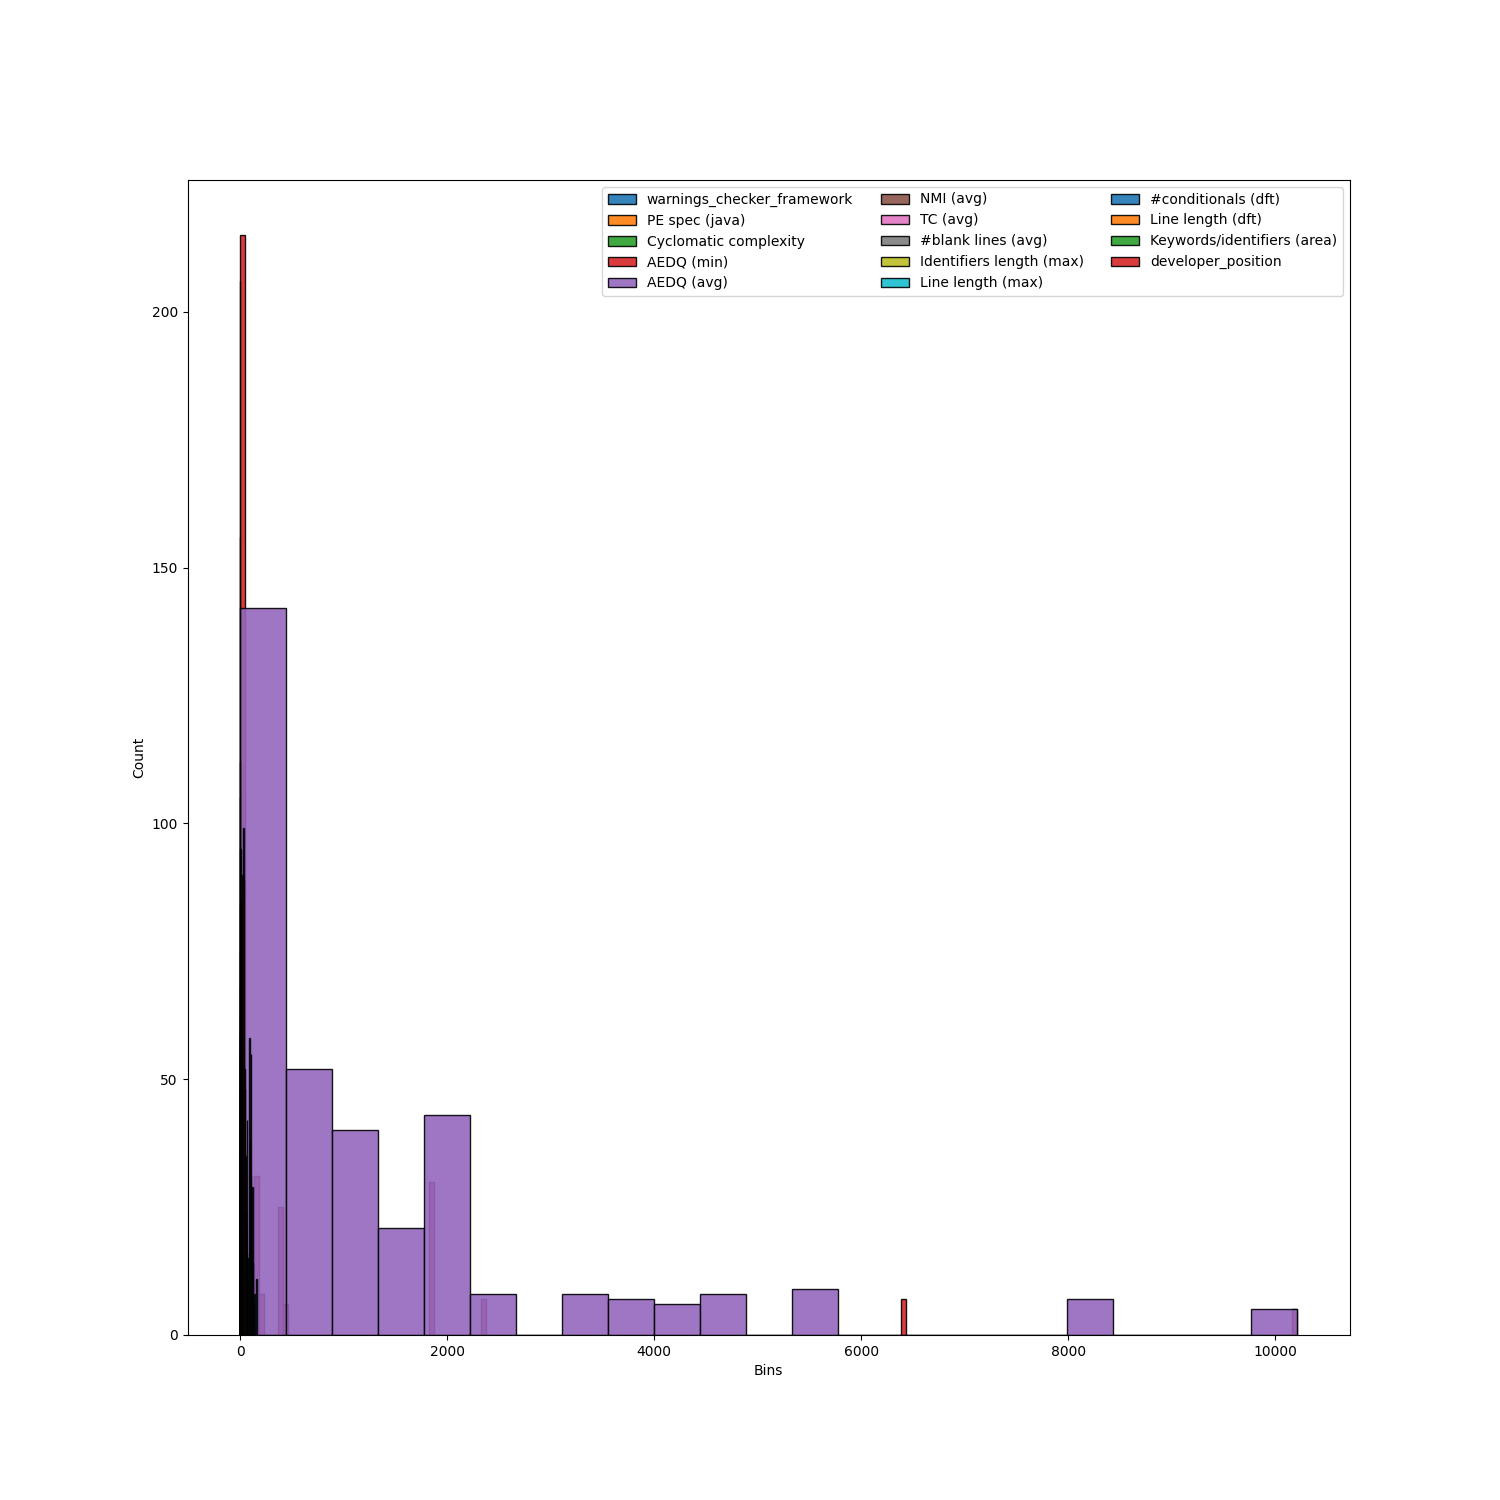 warnings_checker_framework
PE spec (java)
Cyclomatic complexity
AEDQ (min)
AEDQ (avg)
NMI (avg)
TC (avg)
#blank lines (avg)
Identifiers length (max)
Line length (max)
#conditionals (dft)
Line length (dft)
Keywords/identifiers (area)
developer_position
200
150
100
50
0
Count
0 2000 4000 6000 8000 10000
Bins